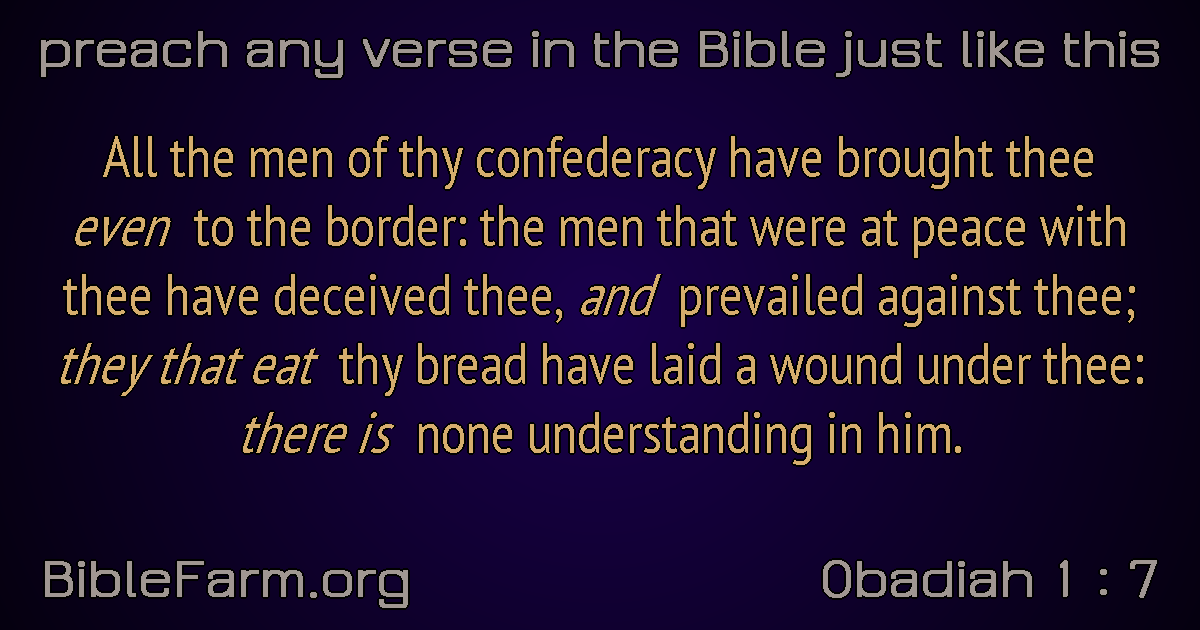 preach any verse in the Bible just like this
All the men of thy confederacy have brought thee
even to the border: the men that were at peace with
thee have deceived thee, and prevailed against thee;
they that eat thy bread have laid a wound under thee:
there is none understanding in him.
BibleFarm.org
Obadiah 1 : 7